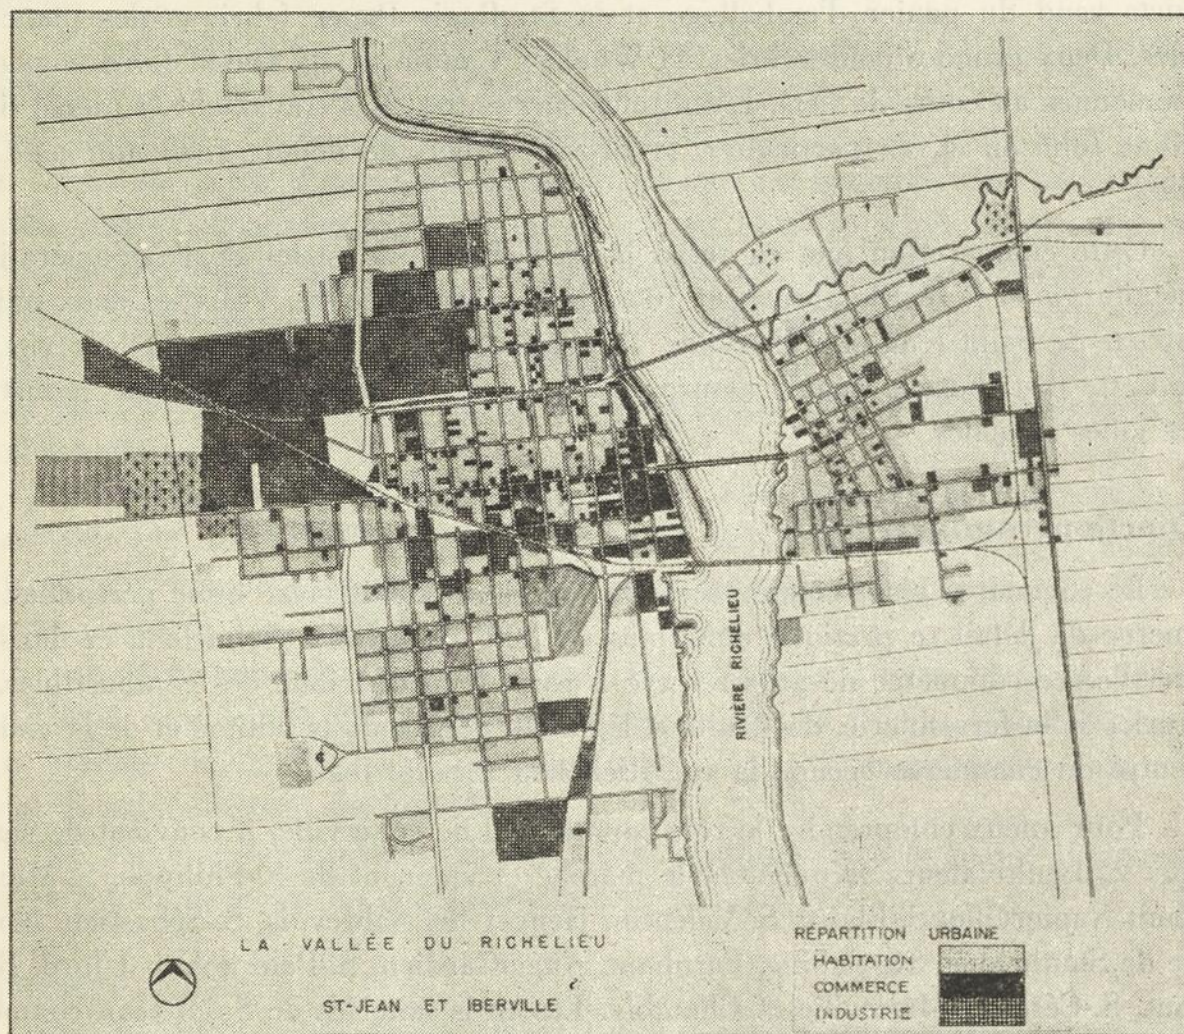 RIVIÈRE RICHELIEU
LA VALLÉE DU RICHELIEU
ST-JEAN ET IBERVILLE
RÉPARTITION URBAINE
HABITATION
COMMERCE
INDUSTRIE